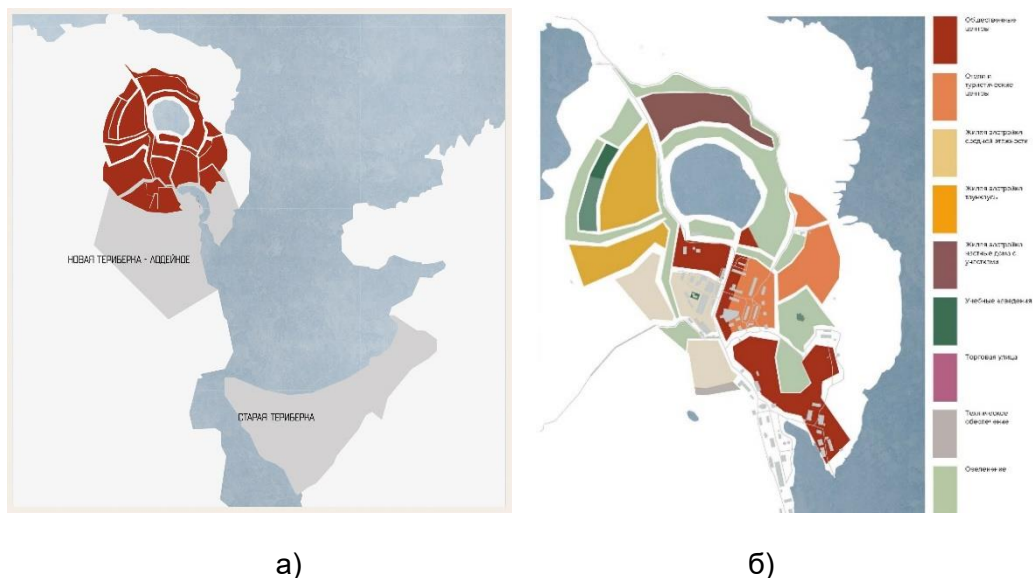 НОВАЯ ТЕРИБЕРКА - ЛОДЕЙНОЕ
СТАРАЯ ТЕРИБЕРКА
Общественные
центры
Отели и
туристические
центры
Жилая застройка
средней этажности
Жилая застройка
таунхаусы
Жилая застройка
частные дома с
участками
Учебные заведения
Торговая улица
Техническое
обеспечение
Озеленение
а)
б)